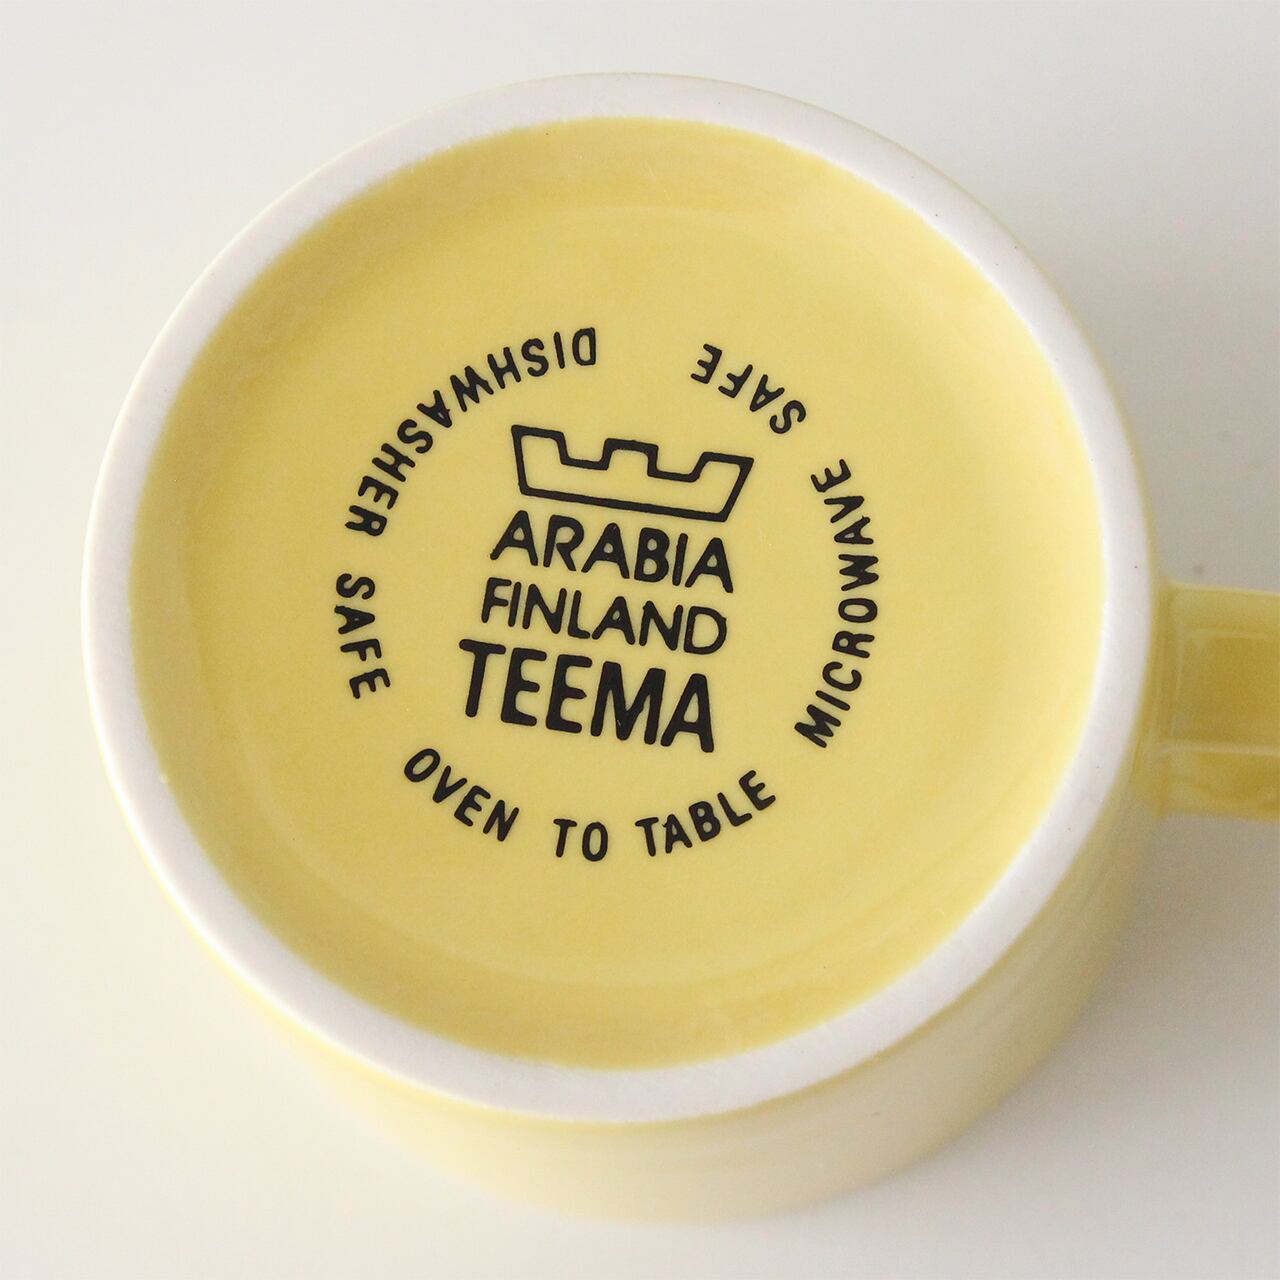 ARABIA
FINLAND
TEEMA
DISHWASHER SAFE
OVEN TO TABLE
MICROWAVE SAFE